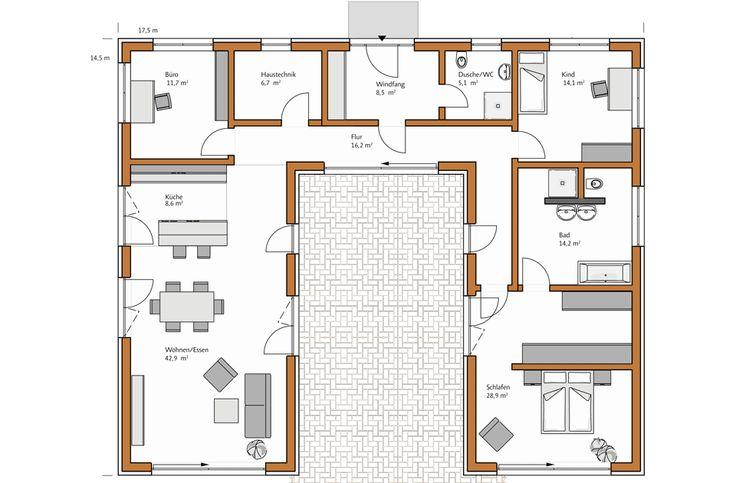 17,5 m
14,5 m
Büro
11,7 m²
Haustechnik
6,7 m²
Windfang
8,5 m²
Dusche/WC
5,1 m²
Kind
14,1 m²
Flur
16,2 m²
Küche
8,6 m²
Bad
14,2 m²
Wohnen/Essen
42,9 m²
Schlafen
28,9 m²